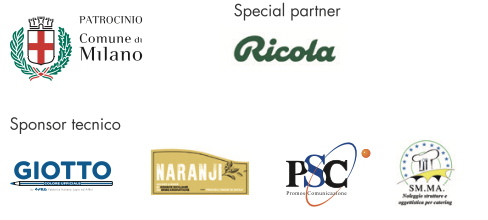 PATROCINIO
Comune di
Milano
Special partner
Ricola
Sponsor tecnico
GIOTTO
COLORE UFFICIALE
NARANJI
PSC
Promos Comunicazione
SM.MA.
Noleggio strutture e
oggettistica per catering